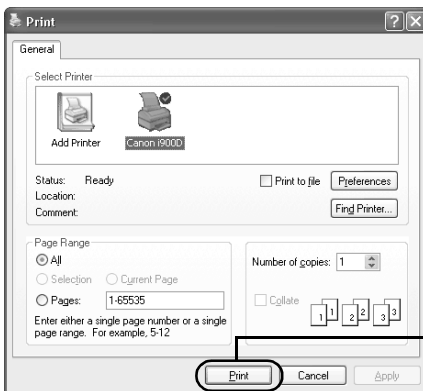 Print
General
Select Printer
Add Printer
Canon i900D
Status: Ready
Location:
Comment:
Print to file
Preferences
Find Printer...
Page Range
All
Selection
Current Page
Pages: 1-65535
Enter either a single page number or a single
page range. For example, 5-12
Number of copies: 1
Collate
1 1 2 2 3 3
Print
Cancel
Apply